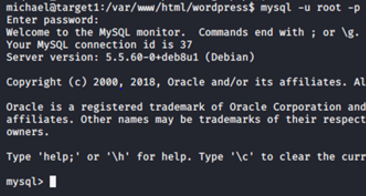 michael@target1:/var/www/html/wordpress$ mysql -u root -p
Enter password:
Welcome to the MySQL monitor.  Commands end with ; or \g.
Your MySQL connection id is 37
Server version: 5.5.60-0+deb8u1 (Debian)
Copyright (c) 2000, 2018, Oracle and/or its affiliates. Al
Oracle is a registered trademark of Oracle Corporation and
affiliates. Other names may be trademarks of their respect
owners.
Type 'help;' or '\h' for help. Type '\c' to clear the curr
mysql>